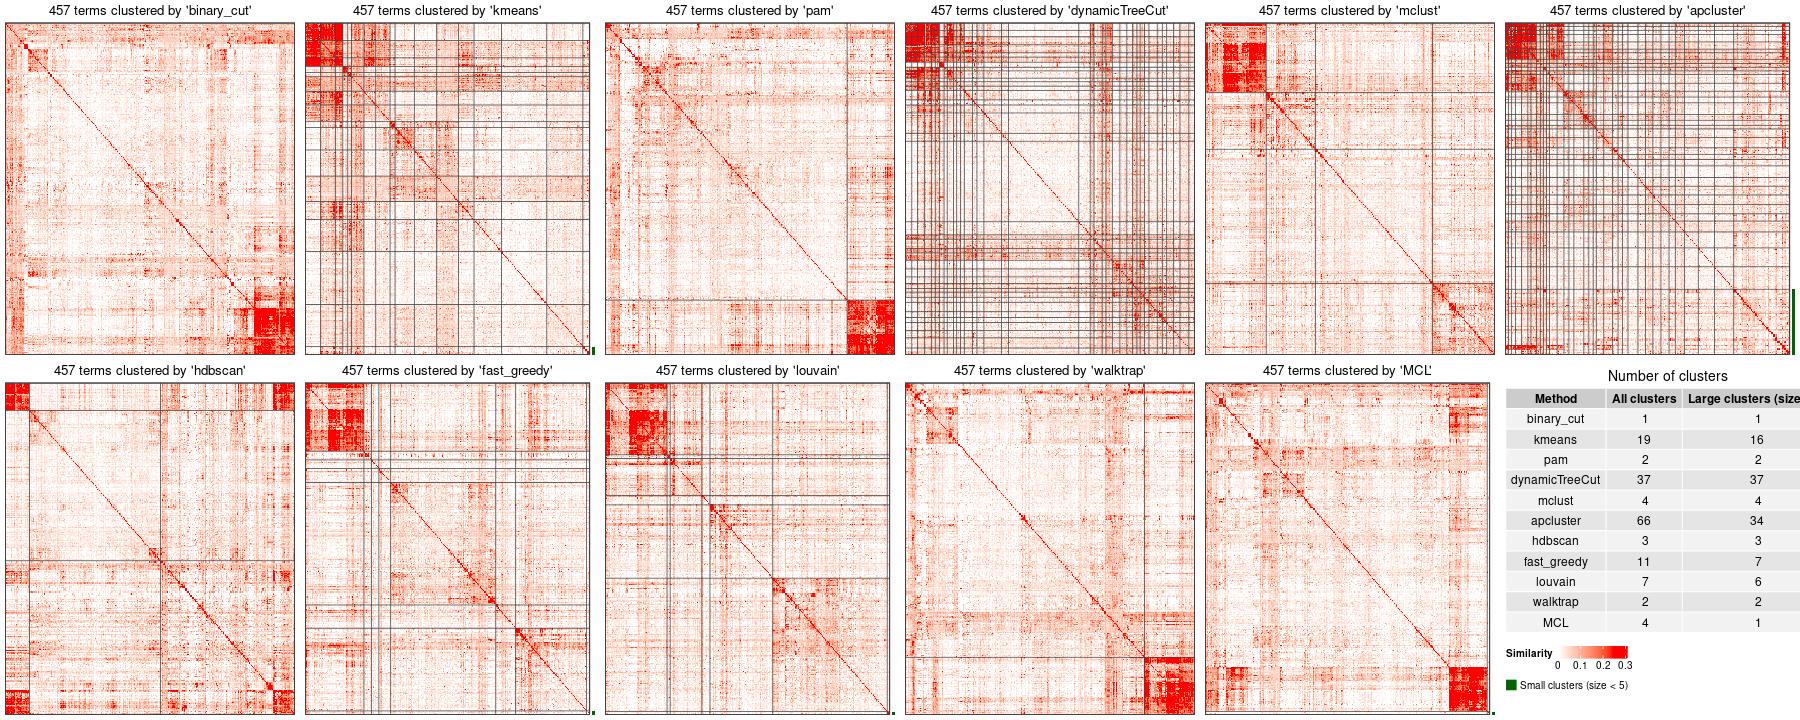 457 terms clustered by 'binary_cut'
457 terms clustered by 'kmeans'
457 terms clustered by 'pam'
457 terms clustered by 'dynamicTreeCut'
457 terms clustered by 'mclust'
457 terms clustered by 'apcluster'
457 terms clustered by 'hdbscan'
457 terms clustered by 'fast_greedy'
457 terms clustered by 'louvain'
457 terms clustered by 'walktrap'
457 terms clustered by 'MCL'
Number of clusters
Method All clusters Large clusters (size
binary_cut 1 1
kmeans 19 16
pam 2 2
dynamicTreeCut 37 37
mclust 4 4
apcluster 66 34
hdbscan 3 3
fast_greedy 11 7
louvain 7 6
walktrap 2 2
MCL 4 1
Similarity
0 0.1 0.2 0.3
Small clusters (size < 5)